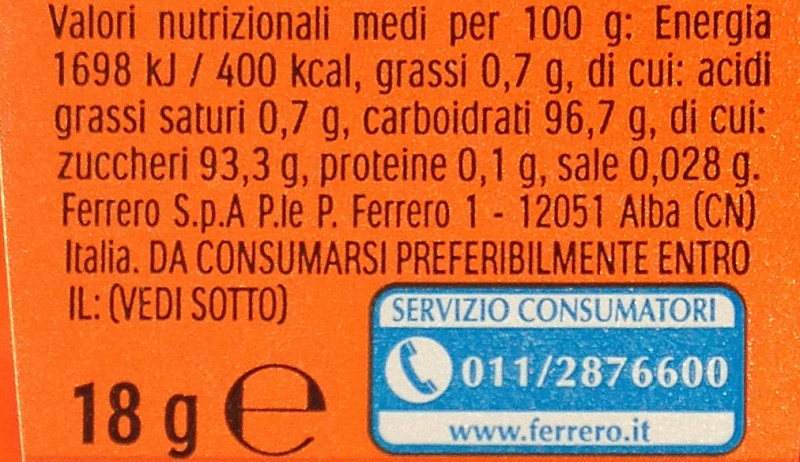 Valori nutrizionali medi per 100 g: Energia
1698 kJ / 400 kcal, grassi 0,7 g, di cui: acidi
grassi saturi 0,7 g, carboidrati 96,7 g, di cui:
zuccheri 93,3 g, proteine 0,1 g, sale 0,028 g.
Ferrero S.p.A P.le P. Ferrero 1 - 12051 Alba (CN)
Italia. DA CONSUMARSI PREFERIBILMENTE ENTRO
IL: (VEDI SOTTO)
SERVIZIO CONSUMATORI
011/2876600
www.ferrero.it
18 g ℮